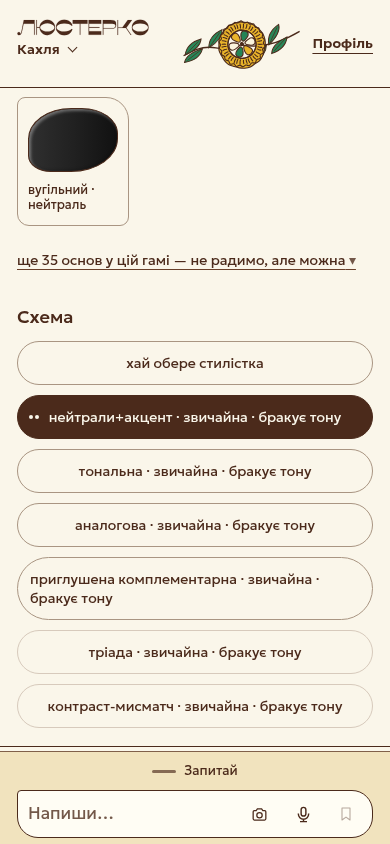 ЛЮСТЕРКО
Кахля
Профіль
вугільний ·
нейтраль
ще 35 основ у цій гамі — не радимо, але можна ▾
Схема
хай обере стилістка
•• нейтрали+акцент · звичайна · бракує тону
тональна · звичайна · бракує тону
аналогова · звичайна · бракує тону
приглушена комплементарна · звичайна ·
бракує тону
тріада · звичайна · бракує тону
контраст-мисматч · звичайна · бракує тону
Запитай
Напиши...